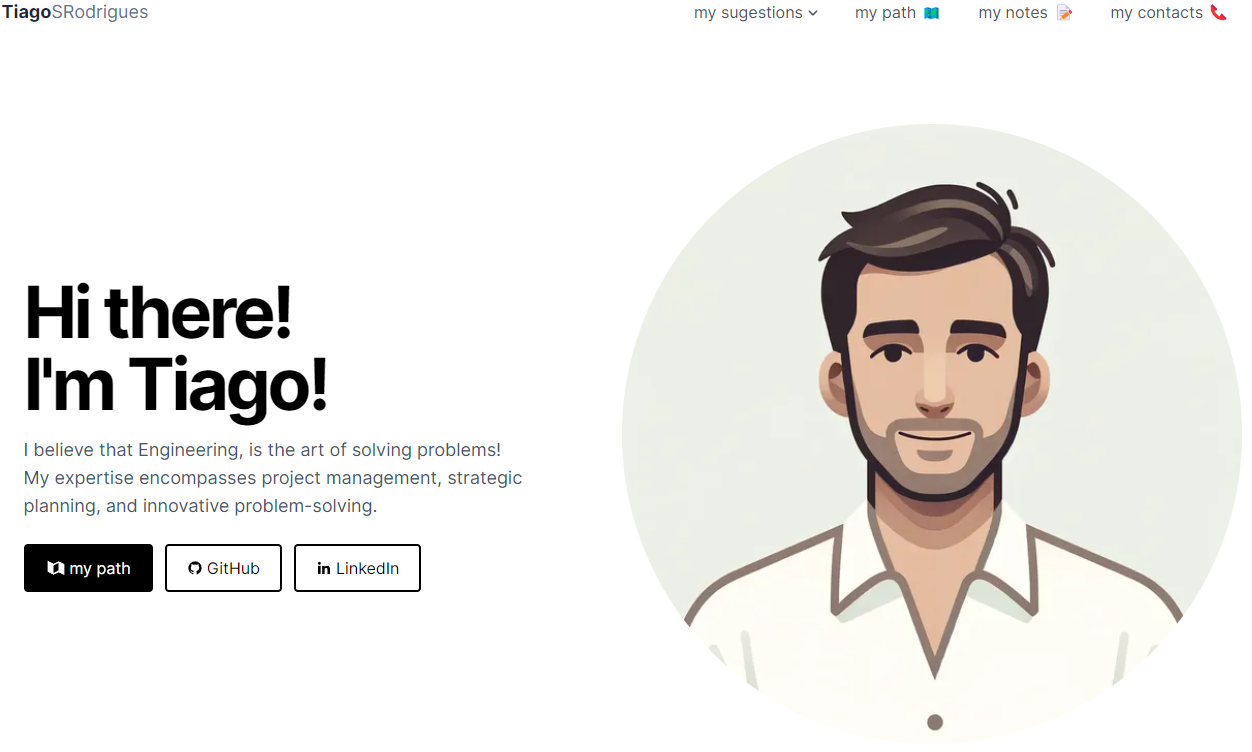 TiagoSRodrigues
my sugestions
my path
my notes
my contacts
Hi there!
I'm Tiago!
I believe that Engineering, is the art of solving problems!
My expertise encompasses project management, strategic
planning, and innovative problem-solving.
my path
GitHub
in LinkedIn